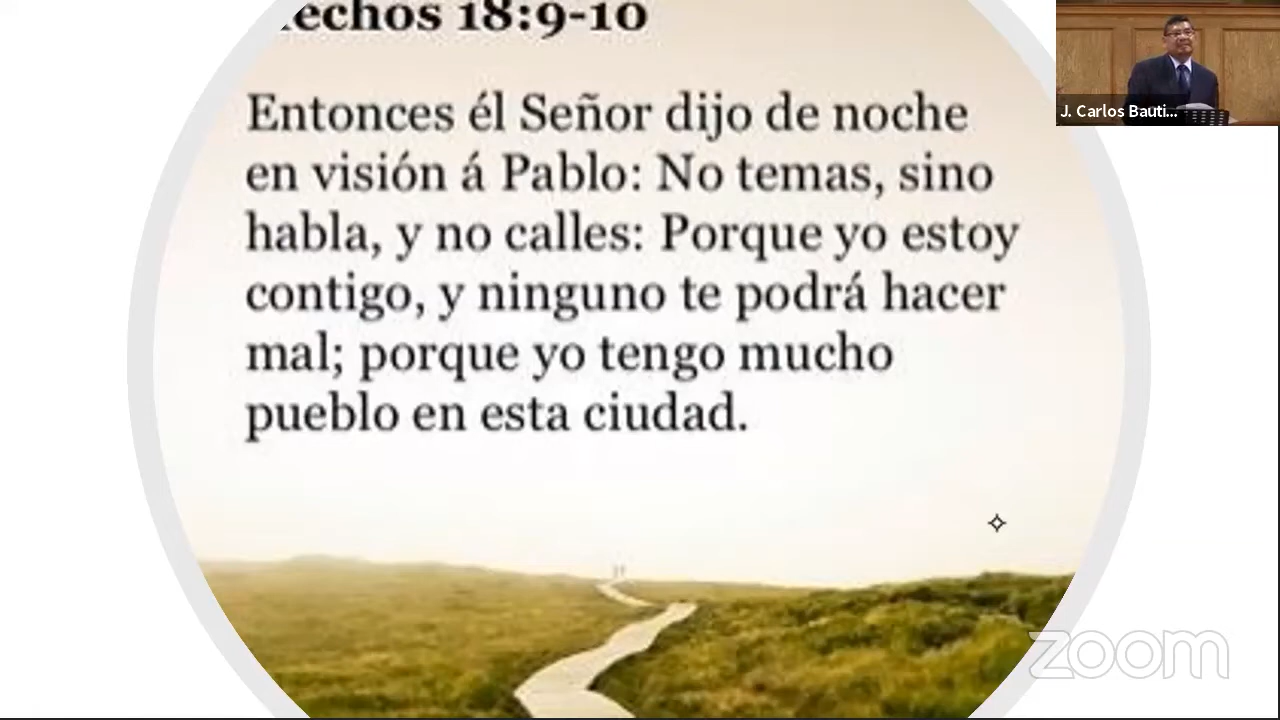 Hechos 18:9-10
Entonces él Señor dijo de noche
en visión á Pablo: No temas, sino
habla, y no calles: Porque yo estoy
contigo, y ninguno te podrá hacer
mal; porque yo tengo mucho
pueblo en esta ciudad.
J. Carlos Bauti...
zoom